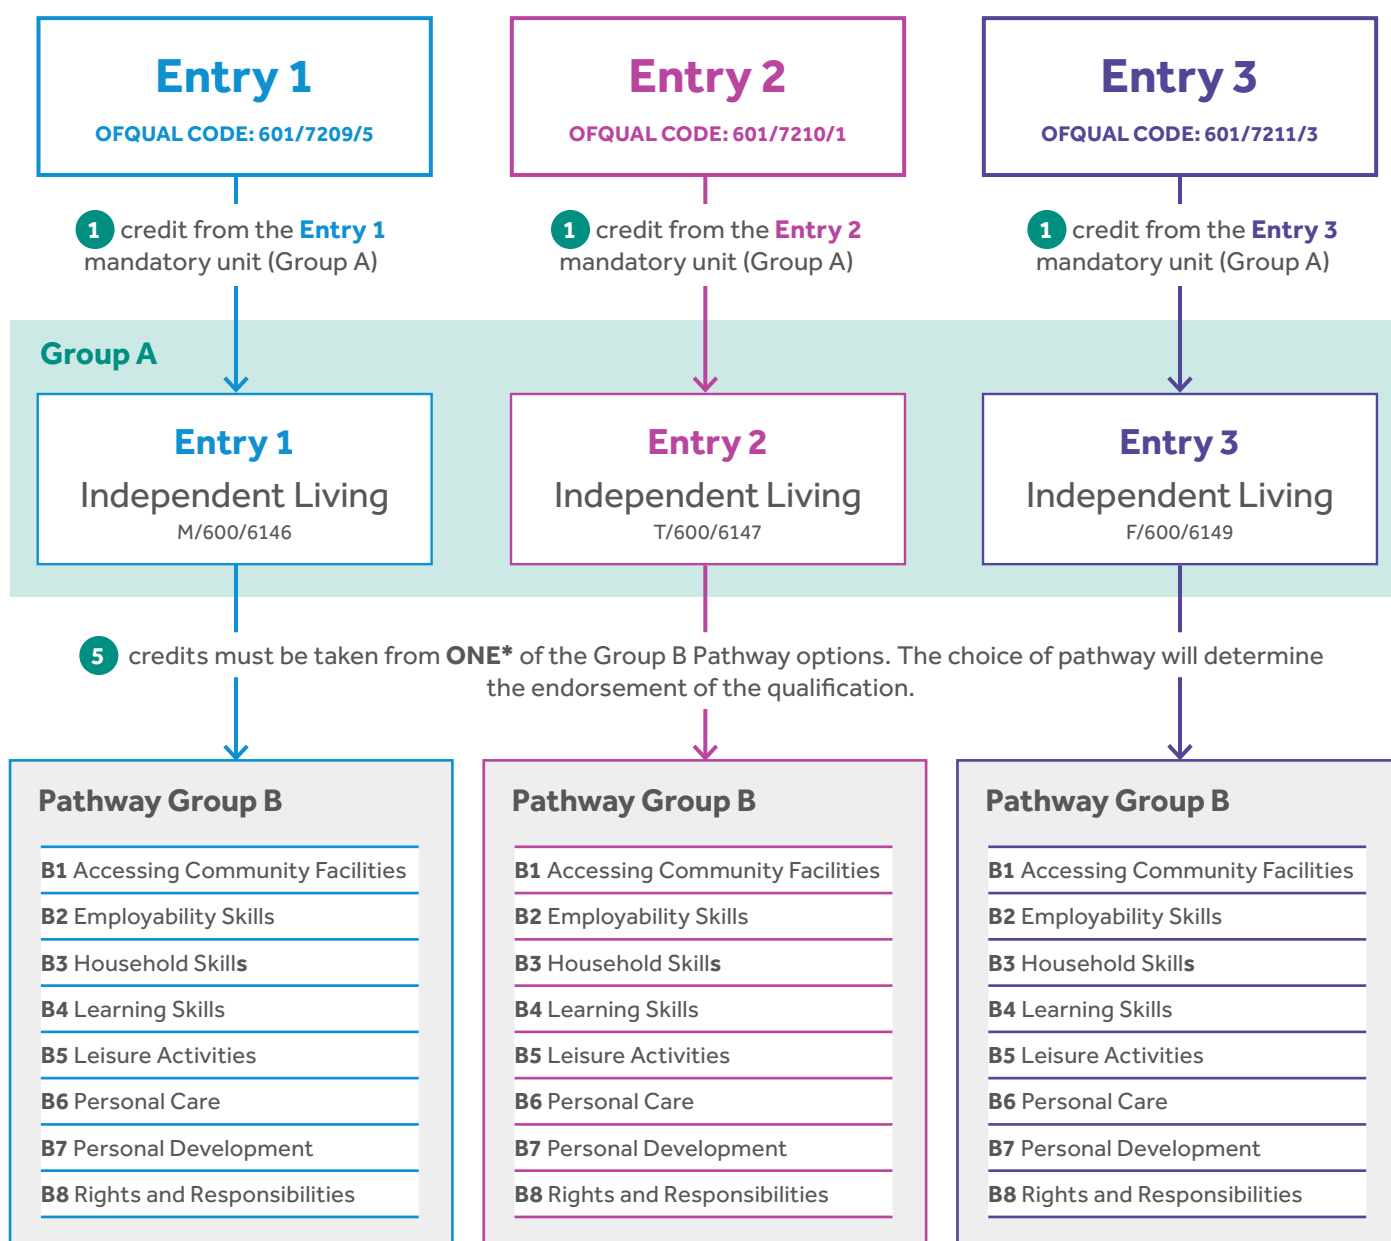 Entry 1
OFQUAL CODE: 601/7209/5
Entry 2
OFQUAL CODE: 601/7210/1
Entry 3
OFQUAL CODE: 601/7211/3
1 credit from the Entry 1
mandatory unit (Group A)
1 credit from the Entry 2
mandatory unit (Group A)
1 credit from the Entry 3
mandatory unit (Group A)
Group A
Entry 1
Independent Living
M/600/6146
Entry 2
Independent Living
T/600/6147
Entry 3
Independent Living
F/600/6149
5 credits must be taken from ONE* of the Group B Pathway options. The choice of pathway will determine
the endorsement of the qualification.
Pathway Group B
B1 Accessing Community Facilities
B2 Employability Skills
B3 Household Skills
B4 Learning Skills
B5 Leisure Activities
B6 Personal Care
B7 Personal Development
B8 Rights and Responsibilities
Pathway Group B
B1 Accessing Community Facilities
B2 Employability Skills
B3 Household Skills
B4 Learning Skills
B5 Leisure Activities
B6 Personal Care
B7 Personal Development
B8 Rights and Responsibilities
Pathway Group B
B1 Accessing Community Facilities
B2 Employability Skills
B3 Household Skills
B4 Learning Skills
B5 Leisure Activities
B6 Personal Care
B7 Personal Development
B8 Rights and Responsibilities